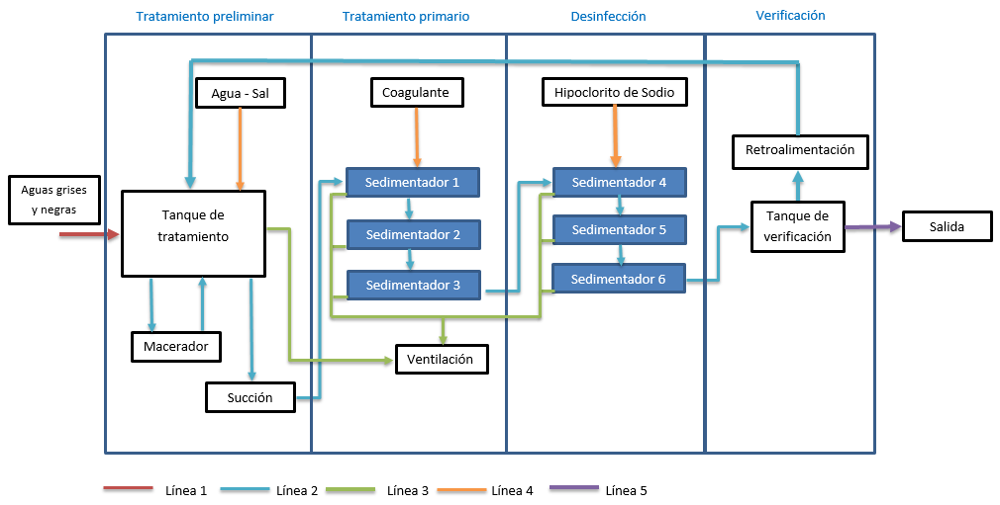 Tratamiento preliminar
Tratamiento primario
Desinfección
Verificación
Agua - Sal
Coagulante
Hipoclorito de Sodio
Retroalimentación
Aguas grises
y negras
Tanque de
tratamiento
Sedimentador 1
Sedimentador 2
Sedimentador 3
Sedimentador 4
Sedimentador 5
Sedimentador 6
Tanque de
verificación
Salida
Macerador
Succión
Ventilación
Línea 1
Línea 2
Línea 3
Línea 4
Línea 5